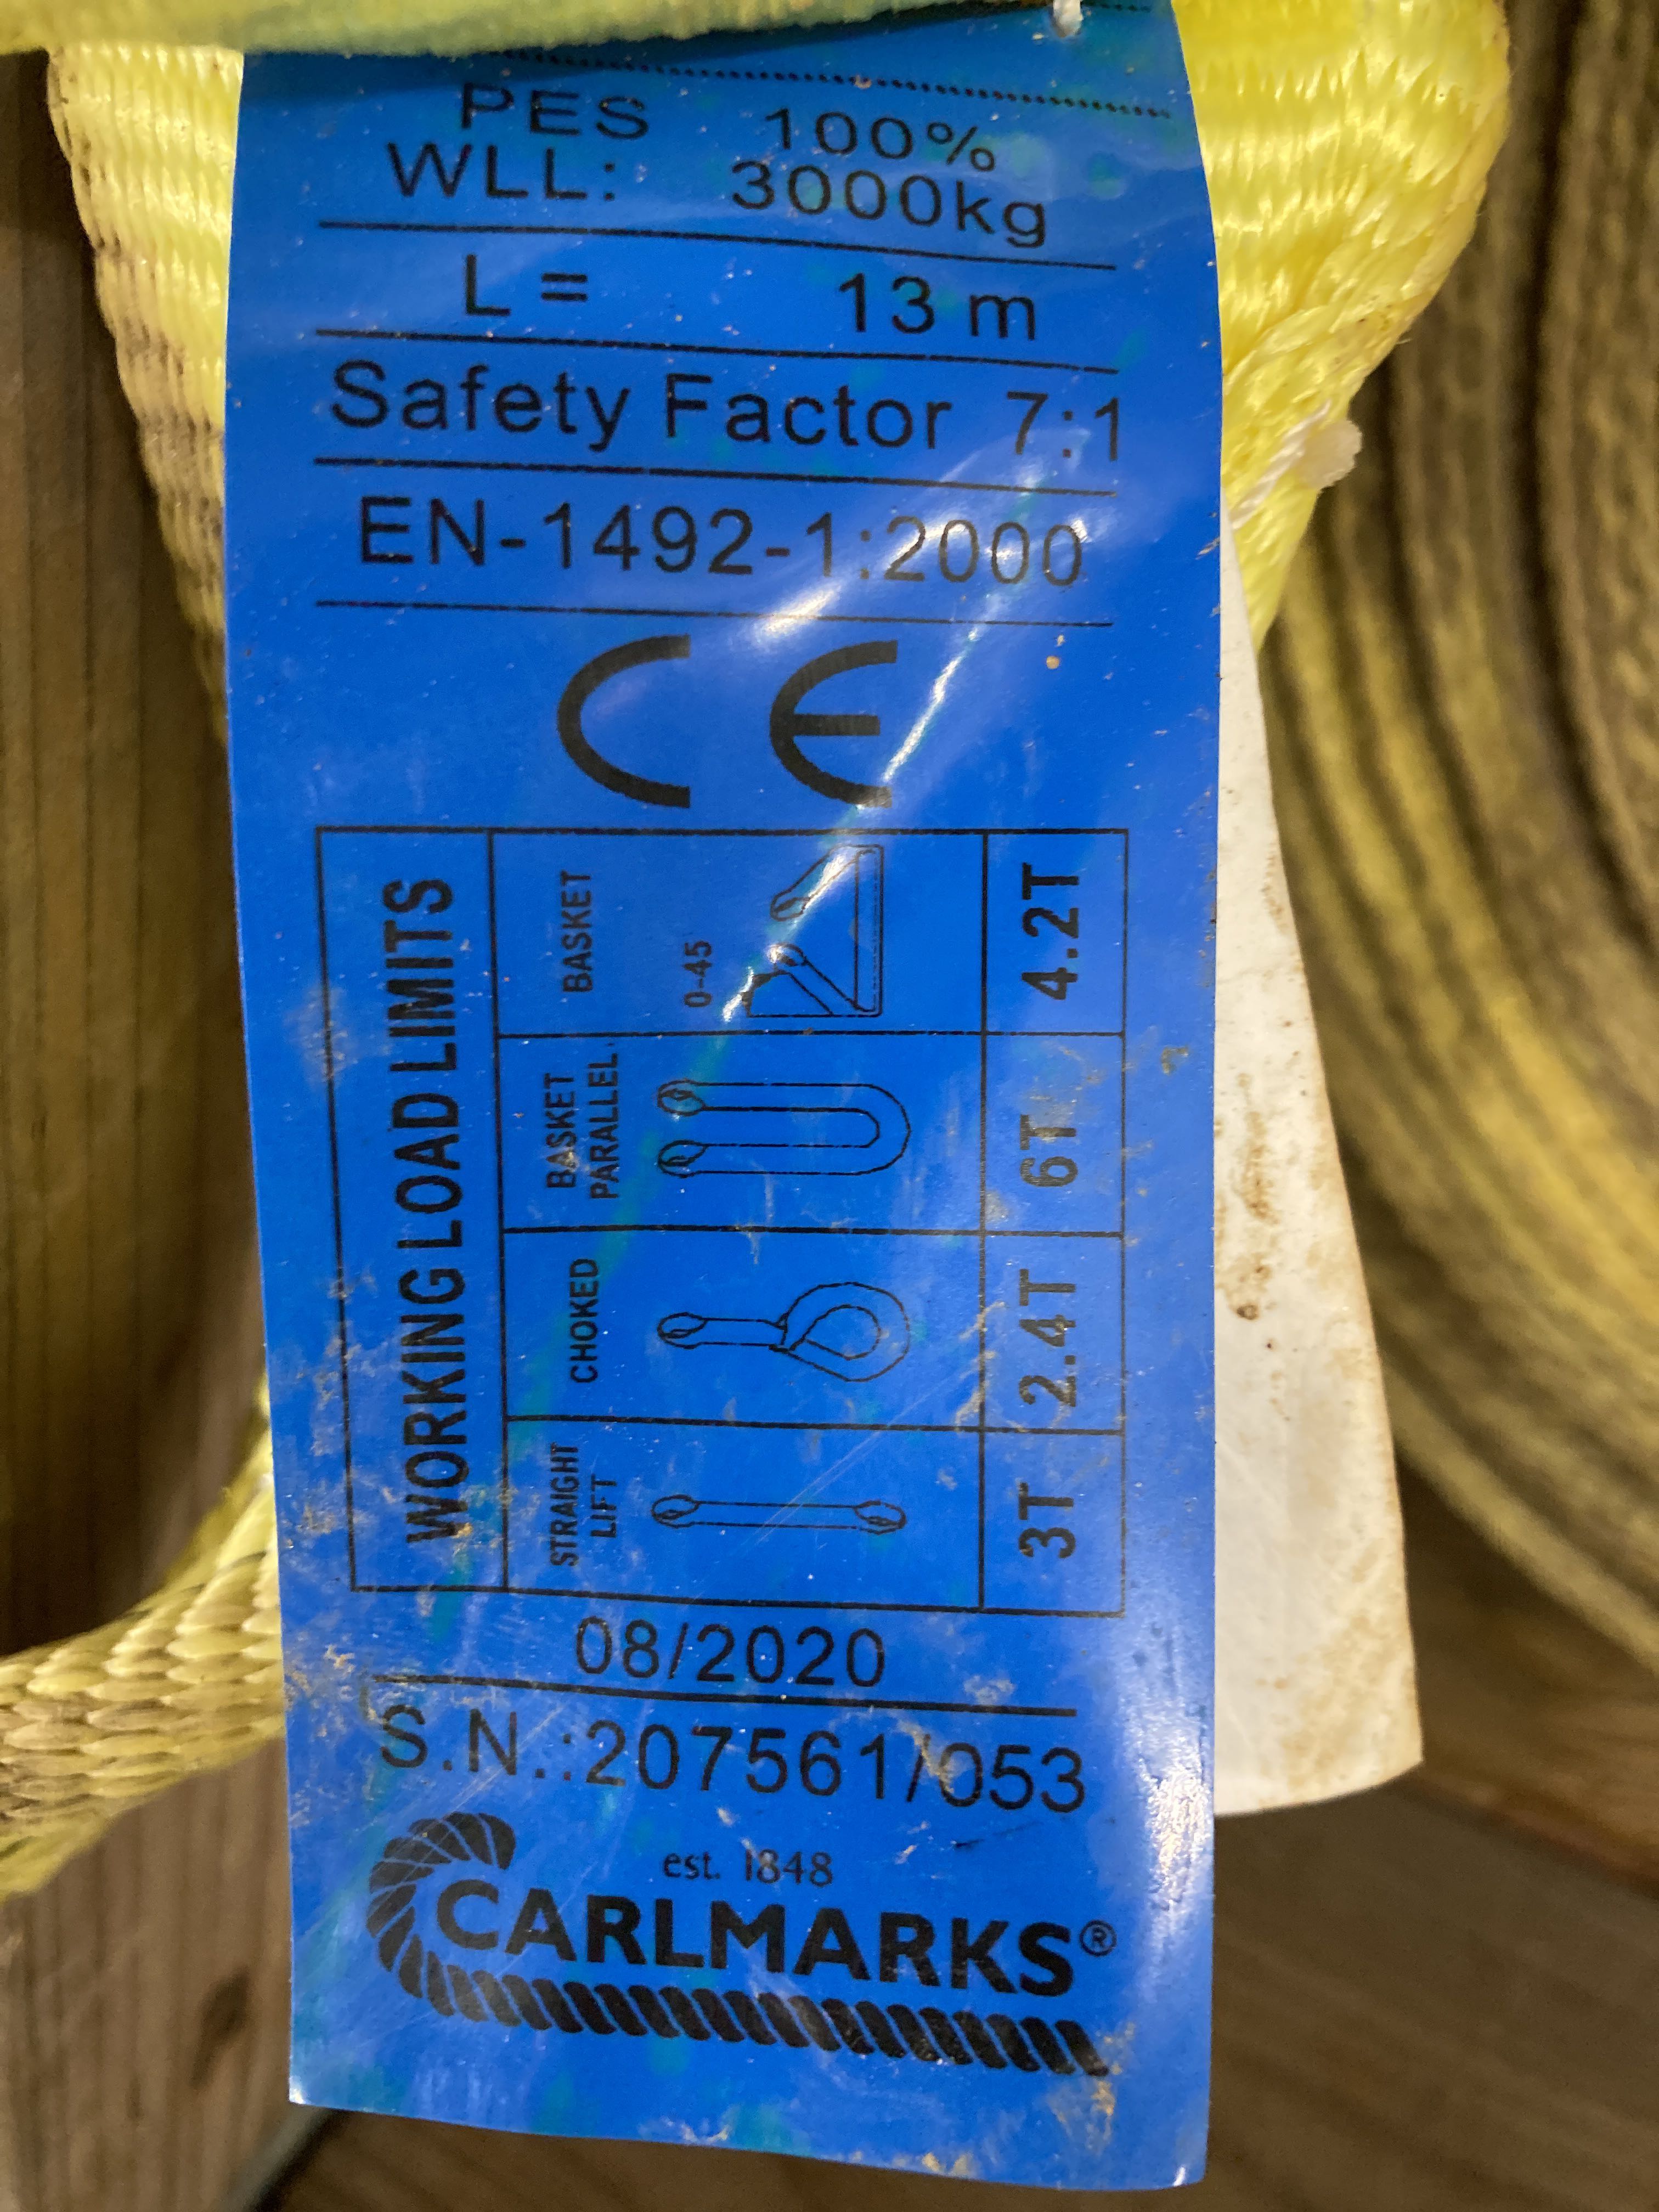 PES 100%
WLL: 3000kg
L = 13 m
Safety Factor 7:1
EN-1492-1:2000
CE
WORKING LOAD LIMITS
STRAIGHT LIFT
3T
CHOKED
2.4T
BASKET PARALLEL
6T
BASKET
0-45
4.2T
08/2020
S.N.:207561/053
est. 1848
CARLMARKS®